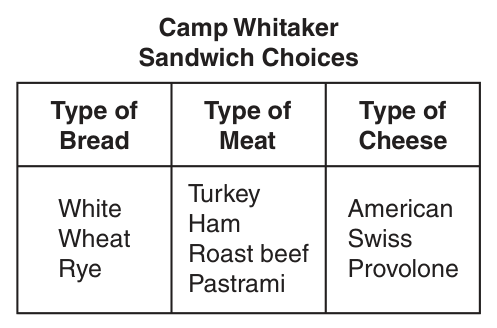 Camp Whitaker
Sandwich Choices
Type of
Bread
Type of
Meat
Type of
Cheese
White
Wheat
Rye
Turkey
Ham
Roast beef
Pastrami
American
Swiss
Provolone